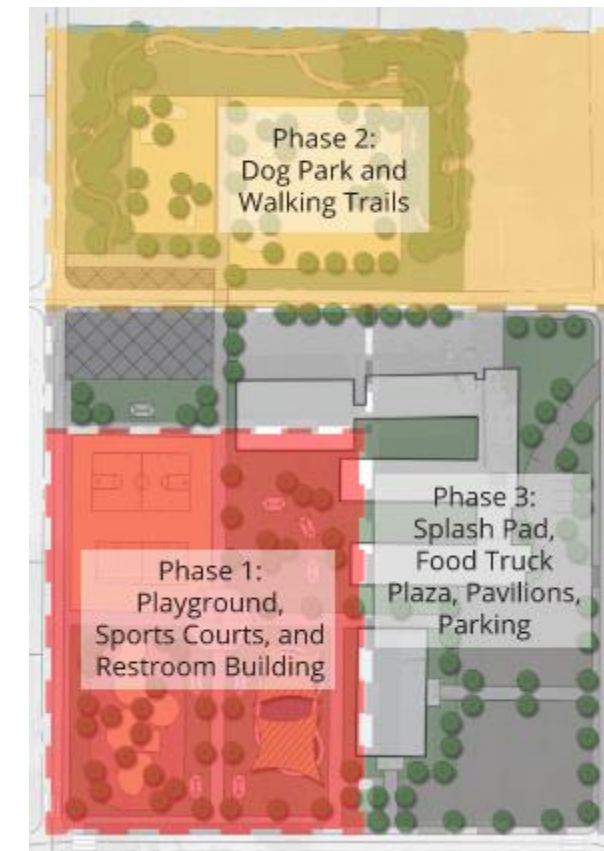 Phase 2:
Dog Park and
Walking Trails
Phase 3:
Splash Pad,
Food Truck
Plaza, Pavilions,
Parking
Phase 1:
Playground,
Sports Courts, and
Restroom Building